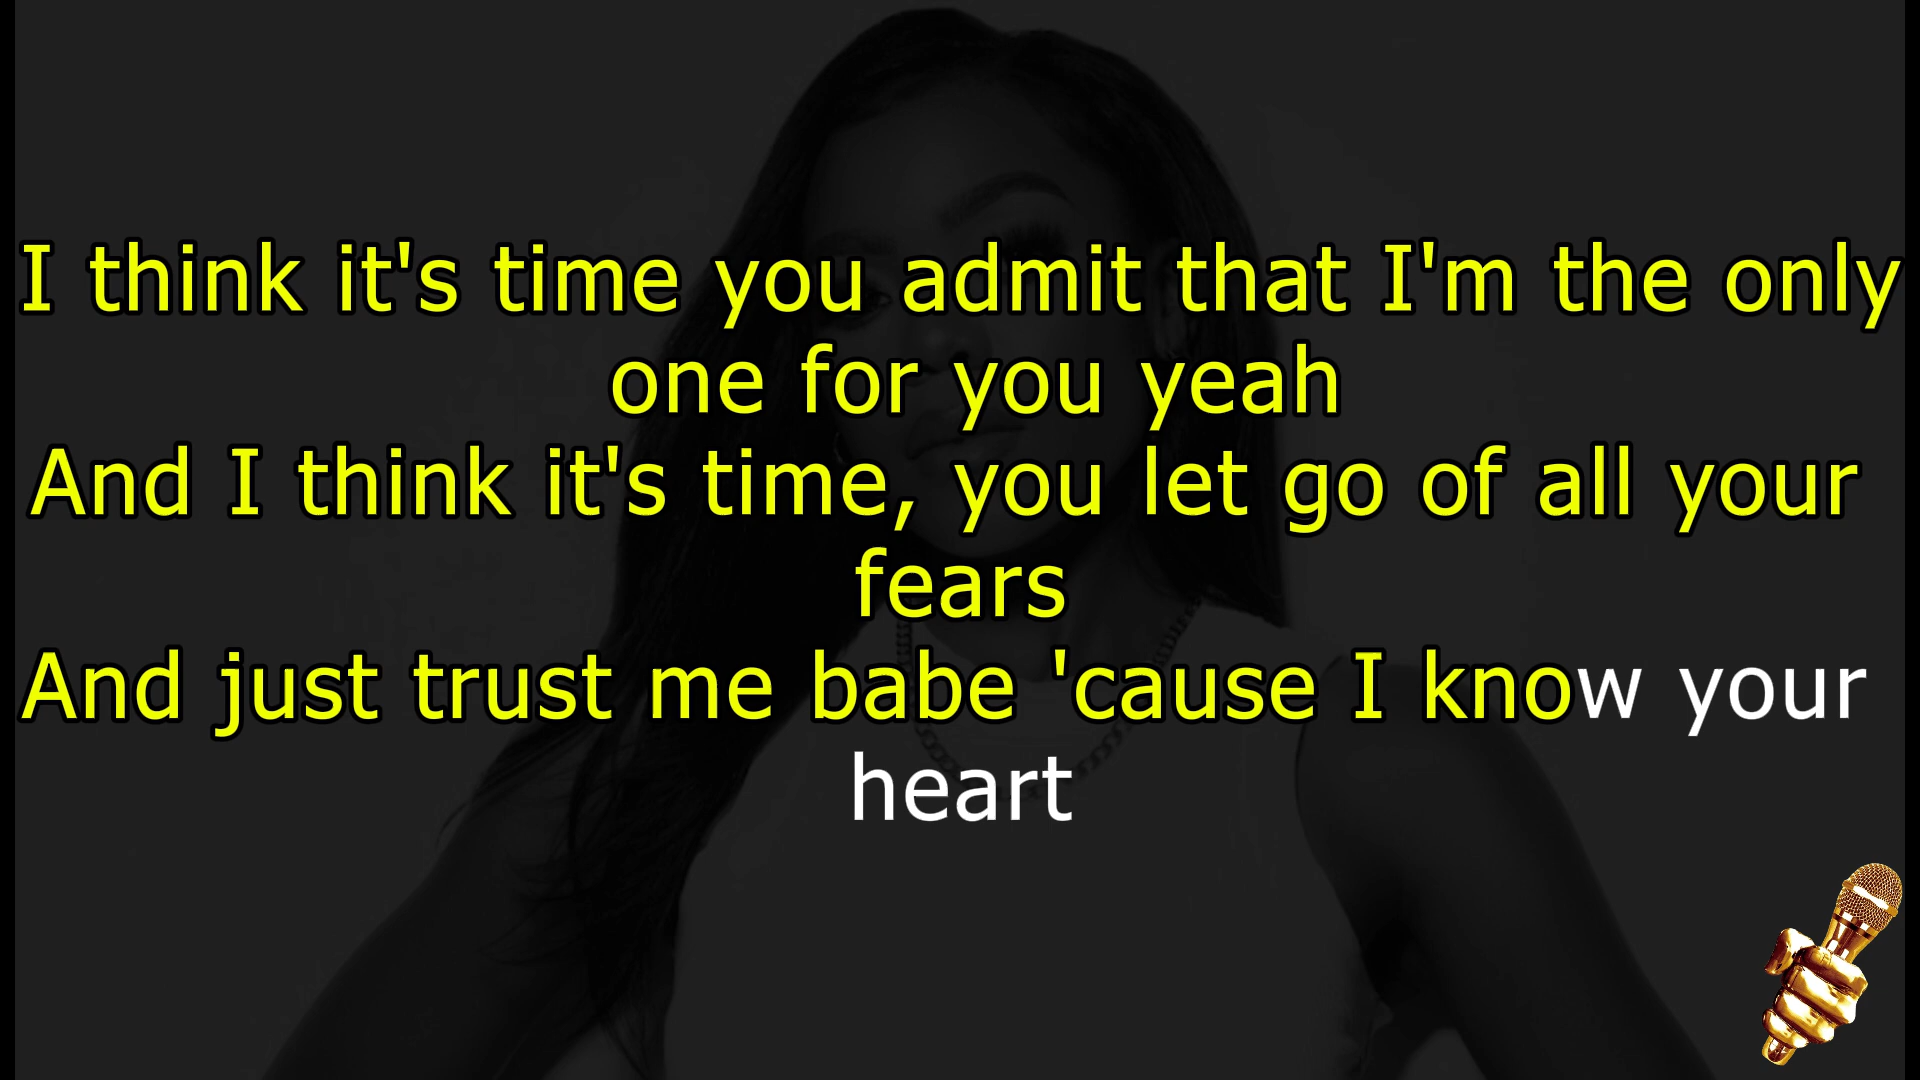 I think it's time you admit that I'm the only
one for you yeah
And I think it's time, you let go of all your
fears
And just trust me babe 'cause I know your
heart